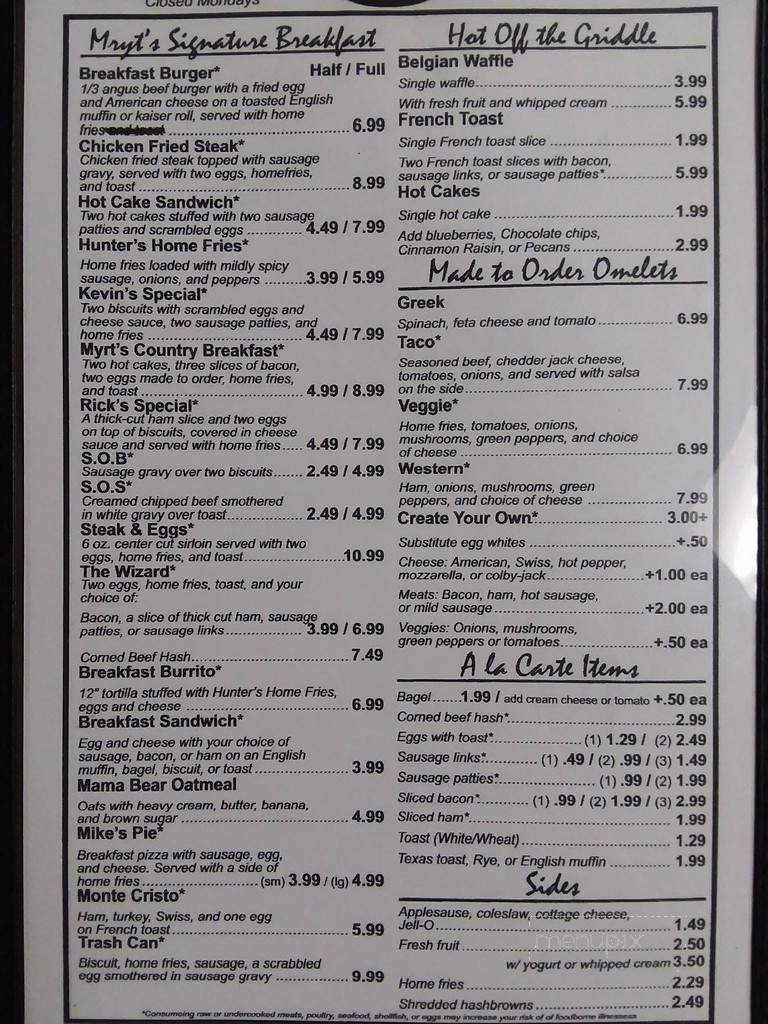 Closed Mondays
Mryt's Signature Breakfast
Half / Full
Breakfast Burger*
1/3 angus beef burger with a fried egg
and American cheese on a toasted English
muffin or kaiser roll, served with home
fries ........ 6.99
Chicken Fried Steak*
Chicken fried steak topped with sausage
gravy, served with two eggs, homefries,
and toast ........ 8.99
Hot Cake Sandwich*
Two hot cakes stuffed with two sausage
patties and scrambled eggs ........ 4.49 / 7.99
Hunter's Home Fries*
Home fries loaded with mildly spicy
sausage, onions, and peppers ........ 3.99 / 5.99
Kevin's Special*
Two biscuits with scrambled eggs and
cheese sauce, two sausage patties, and
home fries ........ 4.49 / 7.99
Myrt's Country Breakfast*
Two hot cakes, three slices of bacon,
two eggs made to order, home fries,
and toast ........ 4.99 / 8.99
Rick's Special*
A thick-cut ham slice and two eggs
on top of biscuits, covered in cheese
sauce and served with home fries ..... 4.49 / 7.99
S.O.B*
Sausage gravy over two biscuits ...... 2.49 / 4.99
S.O.S*
Creamed chipped beef smothered
in white gravy over toast ........ 2.49 / 4.99
Steak & Eggs*
6 oz. center cut sirloin served with two
eggs, home fries, and toast ........ 10.99
The Wizard*
Two eggs, home fries, toast, and your
choice of:
Bacon, a slice of thick cut ham, sausage
patties, or sausage links ........ 3.99 / 6.99
Corned Beef Hash ........ 7.49
Breakfast Burrito*
12" tortilla stuffed with Hunter's Home Fries,
eggs and cheese ........ 6.99
Breakfast Sandwich*
Egg and cheese with your choice of
sausage, bacon, or ham on an English
muffin, bagel, biscuit, or toast ........ 3.99
Mama Bear Oatmeal
Oats with heavy cream, butter, banana,
and brown sugar ........ 4.99
Mike's Pie*
Breakfast pizza with sausage, egg,
and cheese. Served with a side of
home fries ........ (sm) 3.99 / (lg) 4.99
Monte Cristo*
Ham, turkey, Swiss, and one egg
on French toast ........ 5.99
Trash Can*
Biscuit, home fries, sausage, a scrabbled
egg smothered in sausage gravy ........ 9.99
Hot Off the Griddle
Belgian Waffle
Single waffle ........ 3.99
With fresh fruit and whipped cream ........ 5.99
French Toast
Single French toast slice ........ 1.99
Two French toast slices with bacon,
sausage links, or sausage patties* ........ 5.99
Hot Cakes
Single hot cake ........ 1.99
Add blueberries, Chocolate chips,
Cinnamon Raisin, or Pecans ........ 2.99
Made to Order Omelets
Greek
Spinach, feta cheese and tomato ........ 6.99
Taco*
Seasoned beef, chedder jack cheese,
tomatoes, onions, and served with salsa
on the side ........ 7.99
Veggie*
Home fries, tomatoes, onions,
mushrooms, green peppers, and choice
of cheese ........ 6.99
Western*
Ham, onions, mushrooms, green
peppers, and choice of cheese ........ 7.99
Create Your Own* ........ 3.00+
Substitute egg whites ........ +.50
Cheese: American, Swiss, hot pepper,
mozzarella, or colby-jack ........ +1.00 ea
Meats: Bacon, ham, hot sausage,
or mild sausage ........ +2.00 ea
Veggies: Onions, mushrooms,
green peppers or tomatoes ........ +.50 ea
A la Carte Items
Bagel ...... 1.99 / add cream cheese or tomato +.50 ea
Corned beef hash* ........ 2.99
Eggs with toast* ........ (1) 1.29 / (2) 2.49
Sausage links* ........ (1) .49 / (2) .99 / (3) 1.49
Sausage patties* ........ (1) .99 / (2) 1.99
Sliced bacon* ........ (1) .99 / (2) 1.99 / (3) 2.99
Sliced ham* ........ 1.99
Toast (White/Wheat) ........ 1.29
Texas toast, Rye, or English muffin ........ 1.99
Sides
Applesause, coleslaw, cottage cheese,
Jell-O ........ 1.49
Fresh fruit ........ 2.50
w/ yogurt or whipped cream 3.50
Home fries ........ 2.29
Shredded hashbrowns ........ 2.49
*Consumeing raw or undercooked meats, poultry, seafood, shellfish, or eggs may increase your risk of of foodborne illnessess
menupix